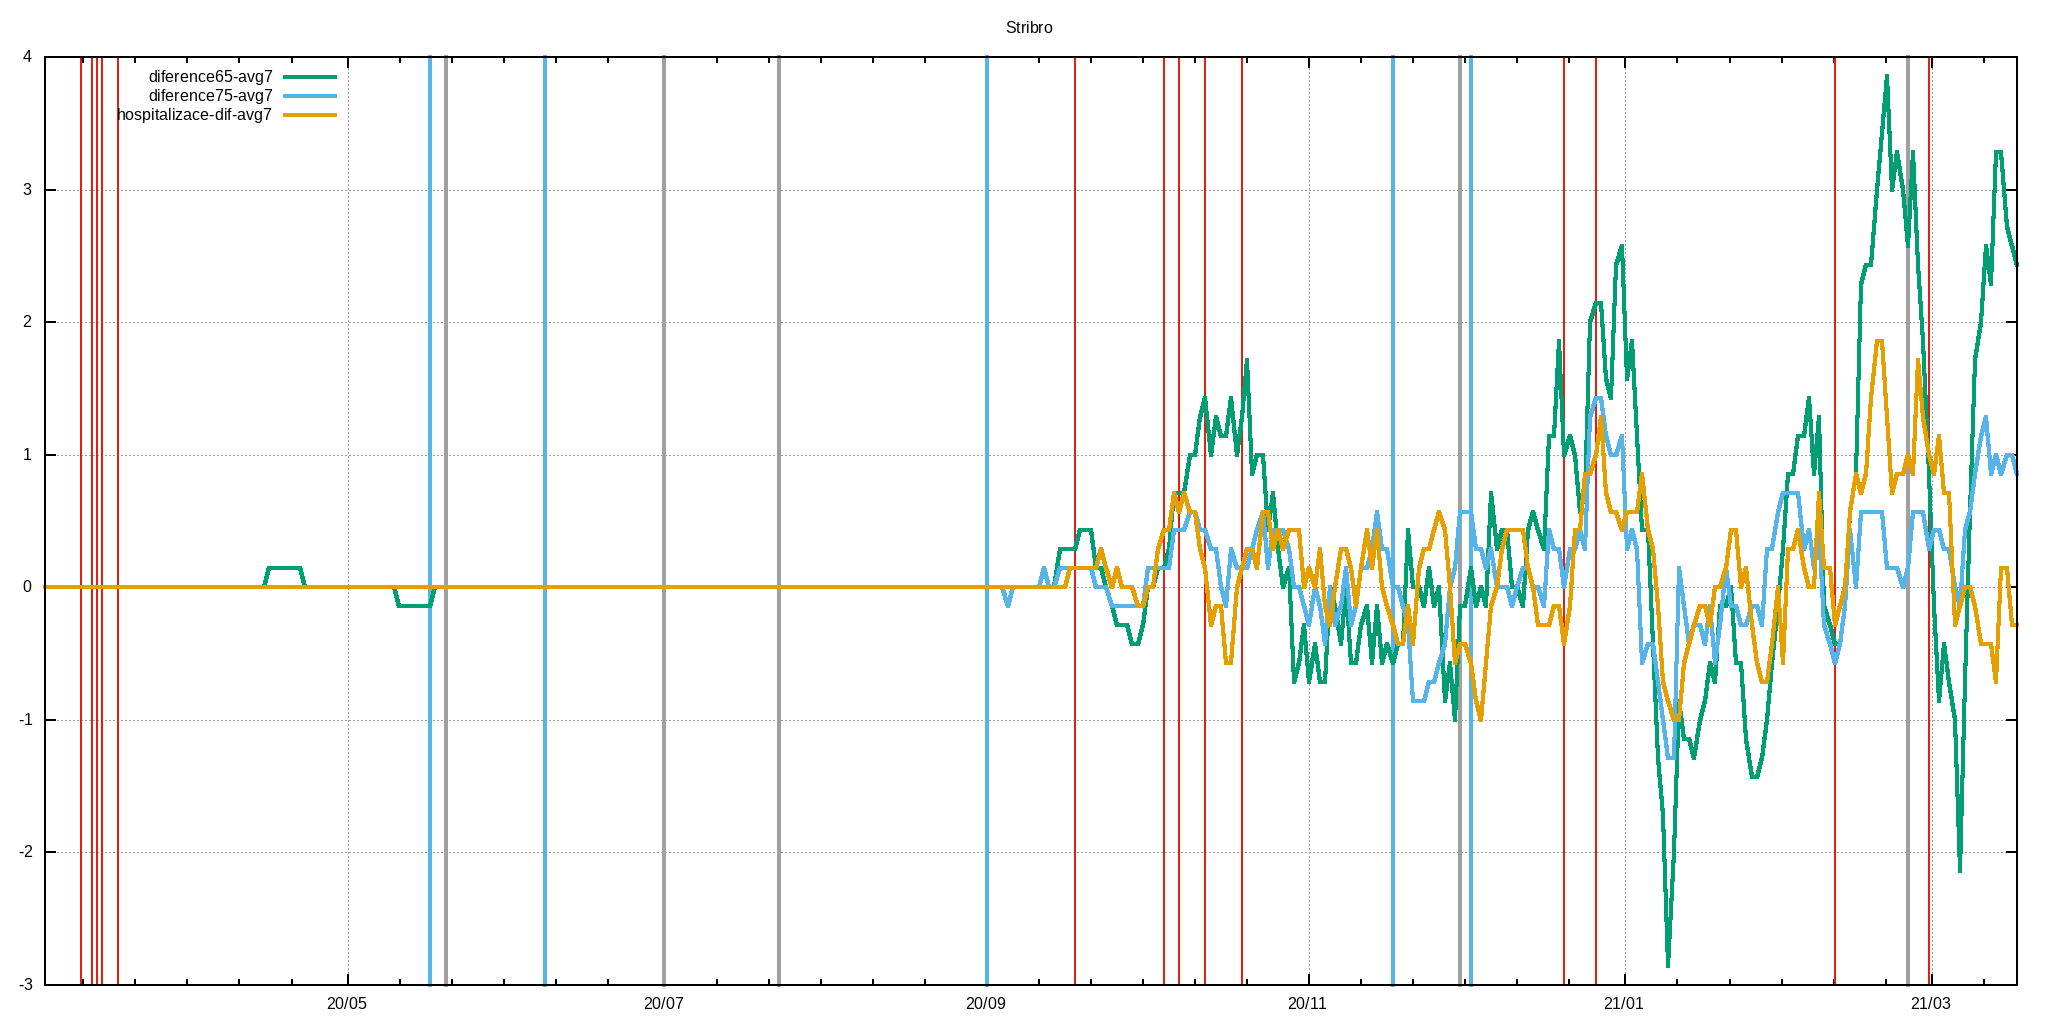 Stribro
4
diference65-avg7
diference75-avg7
hospitalizace-dif-avg7
3
2
1
0
-1
-2
-3
20/05 20/07 20/09 20/11 21/01 21/03